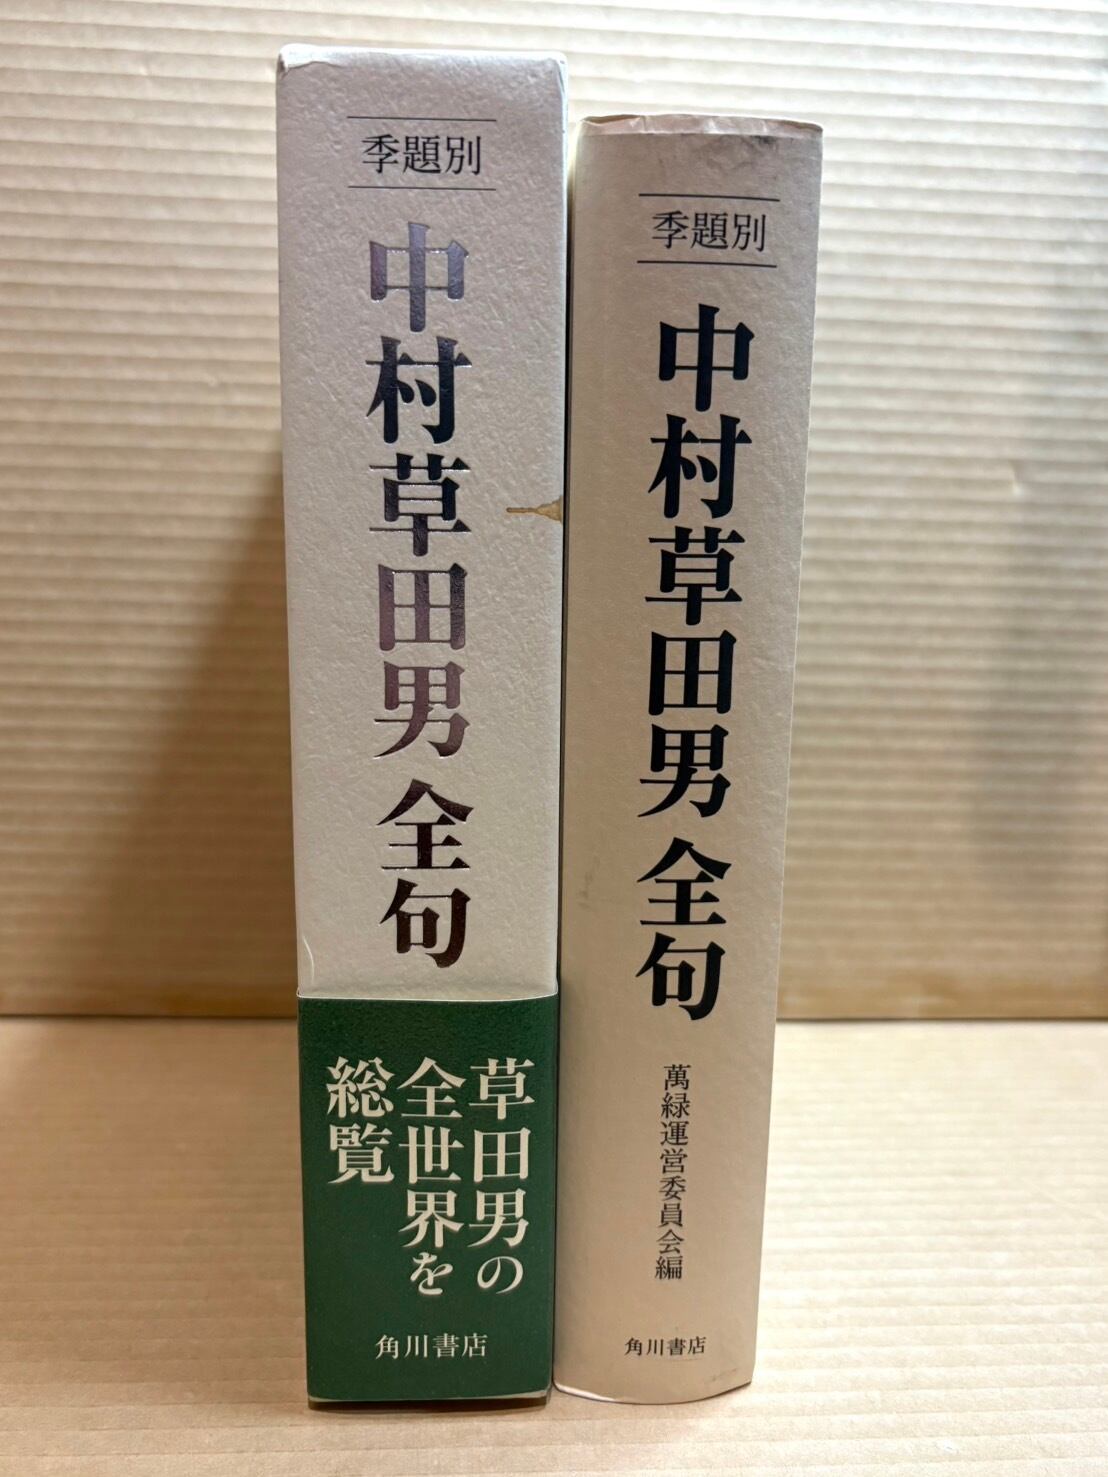 季題別
中村草田男 全句
草田男の
全世界を
総覧
角川書店
季題別
中村草田男 全句
萬緑運営委員会編
角川書店